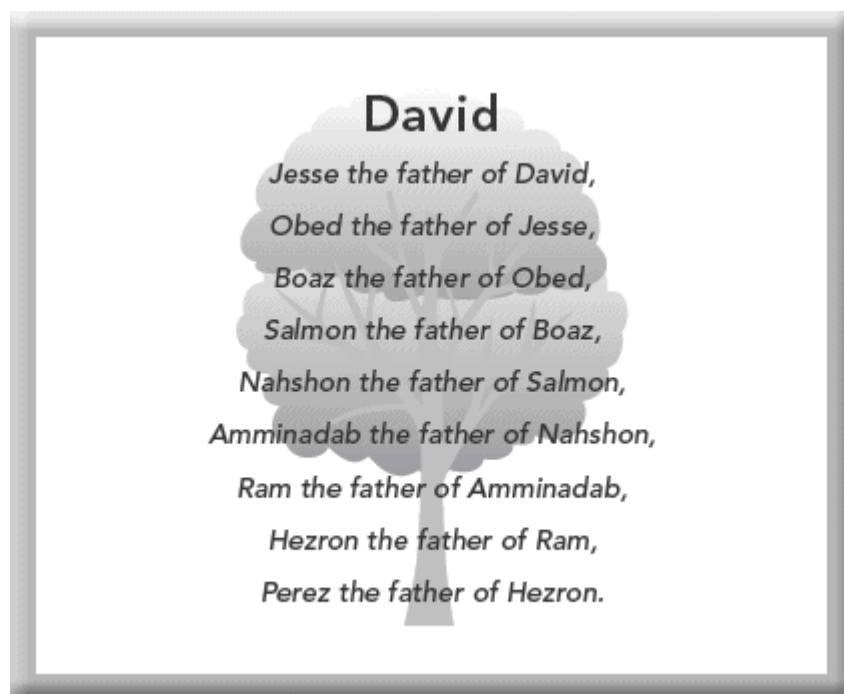 David
Jesse the father of David,
Obed the father of Jesse,
Boaz the father of Obed,
Salmon the father of Boaz,
Nahshon the father of Salmon,
Amminadab the father of Nahshon,
Ram the father of Amminadab,
Hezron the father of Ram,
Perez the father of Hezron.